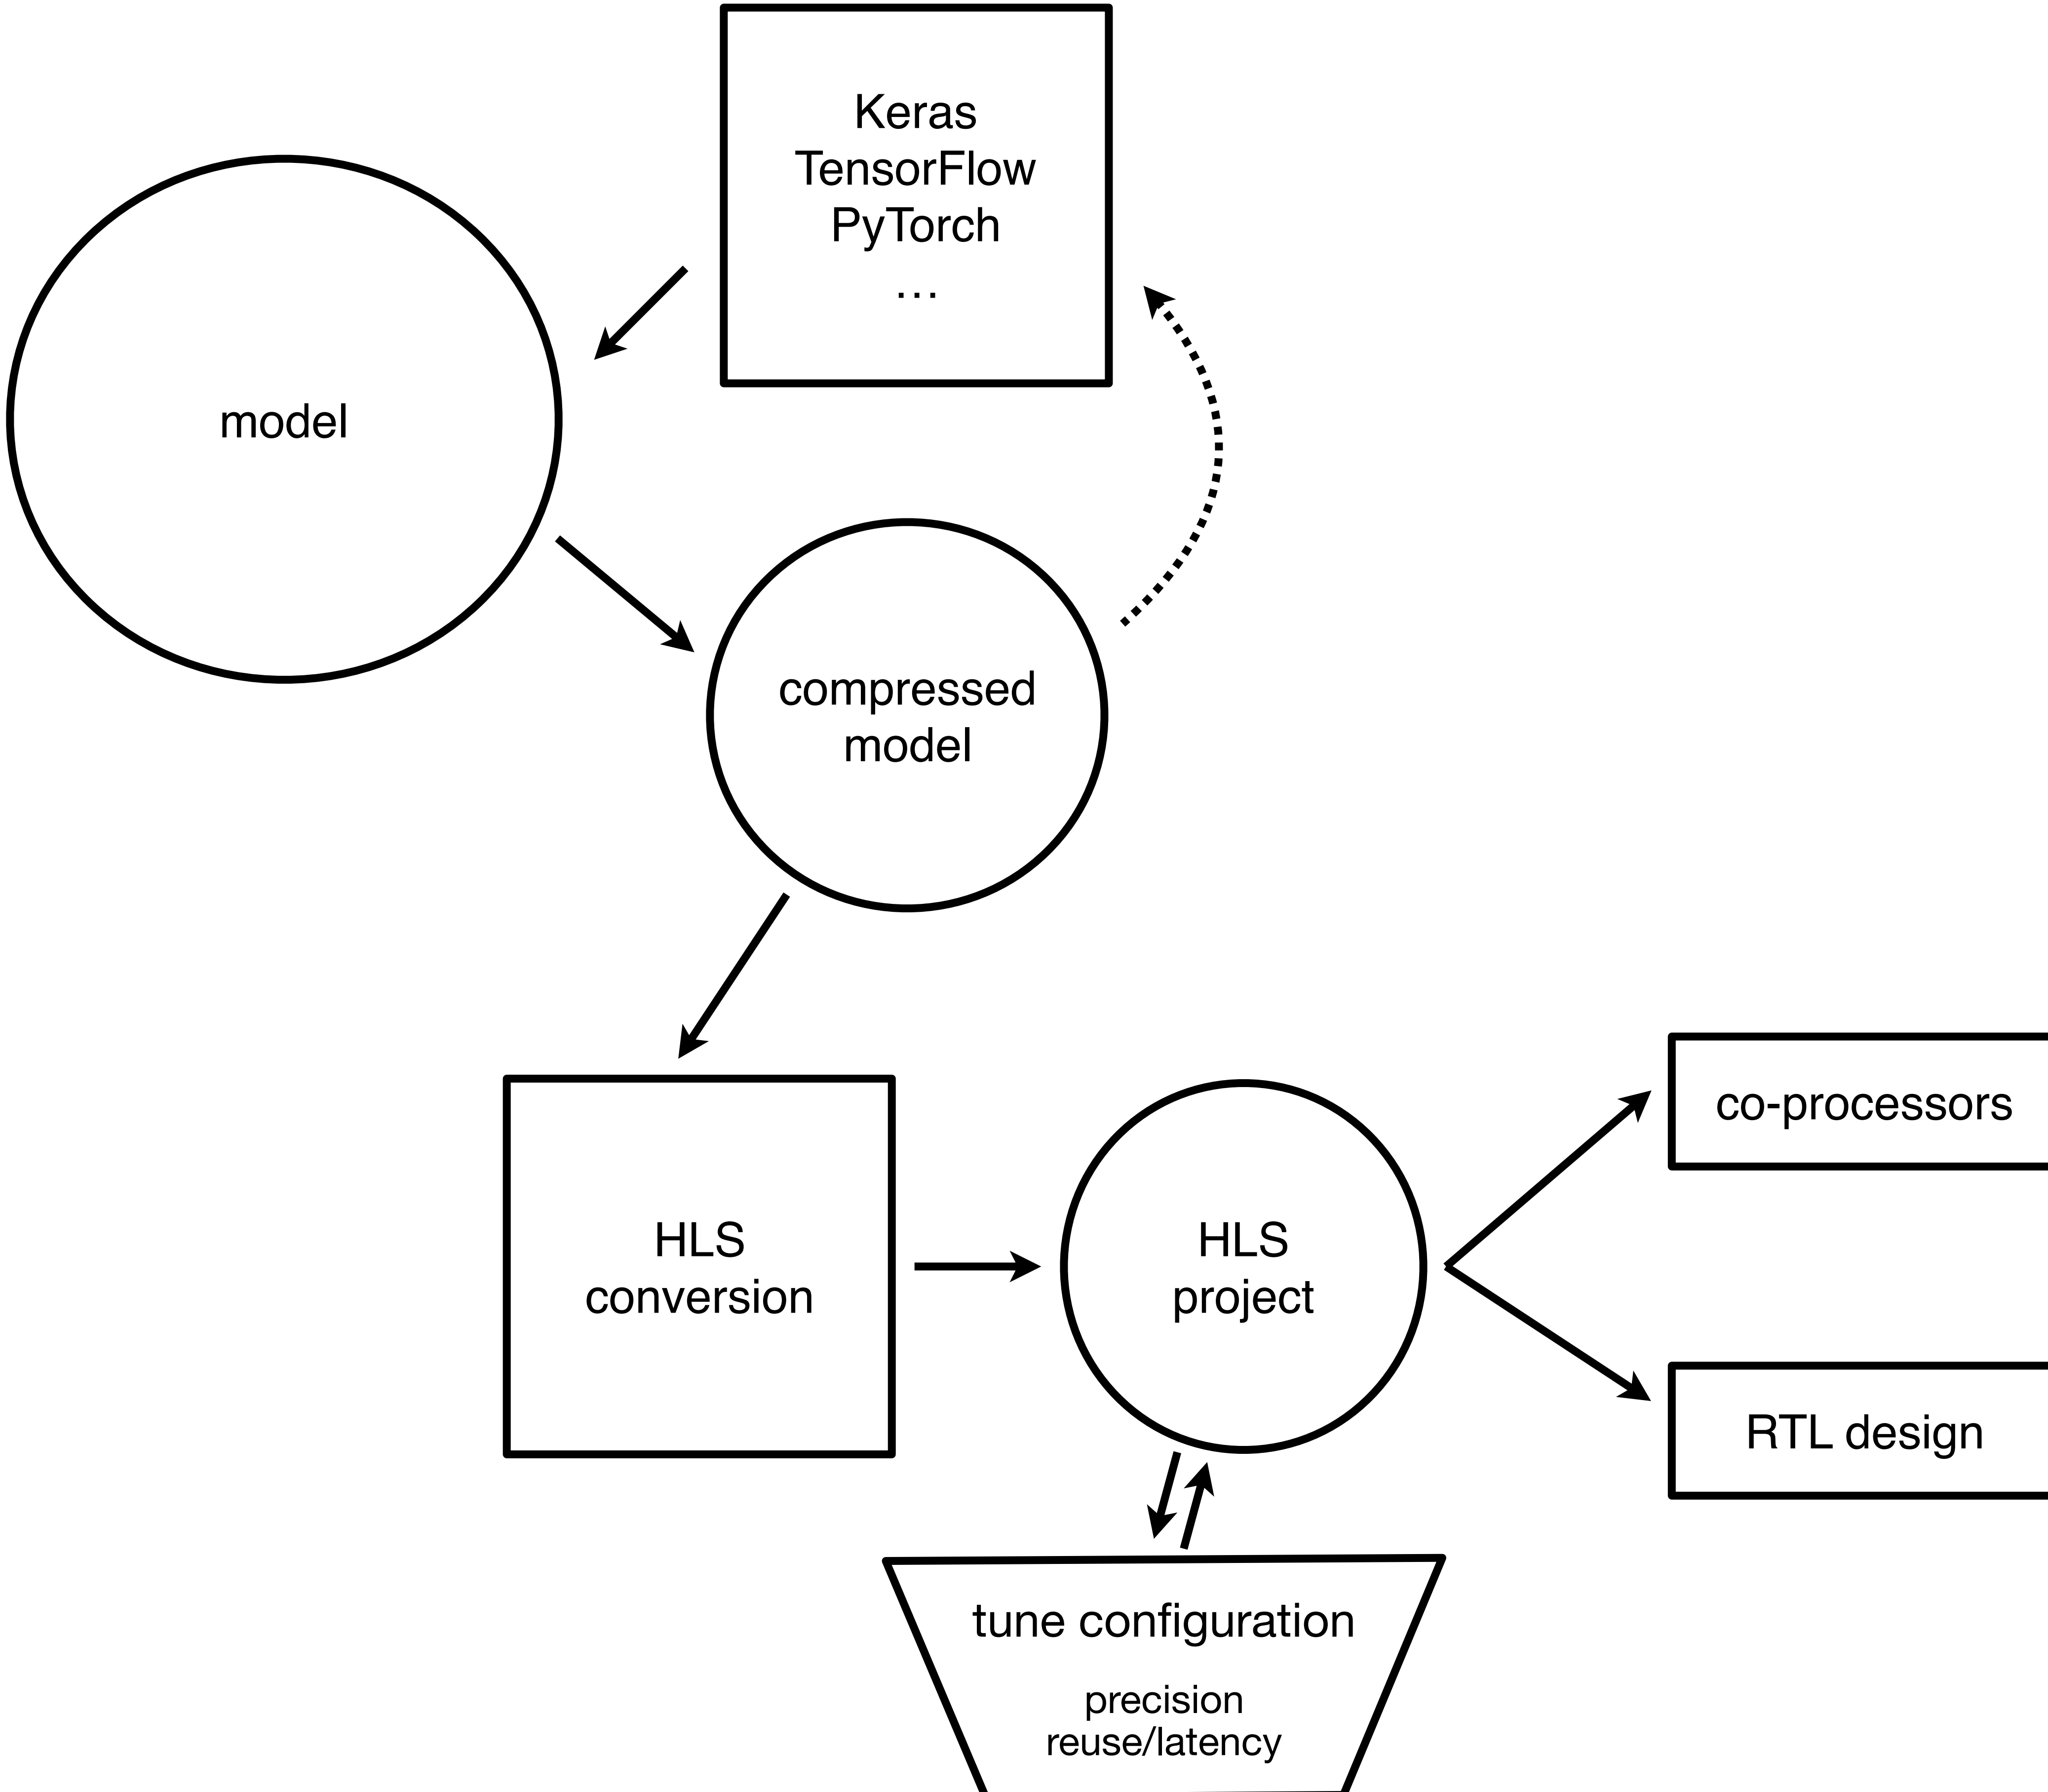 Keras
TensorFlow
PyTorch
...
model
compressed
model
co-processors
HLS
conversion
HLS
project
RTL design
tune configuration
precision
reuse/latency